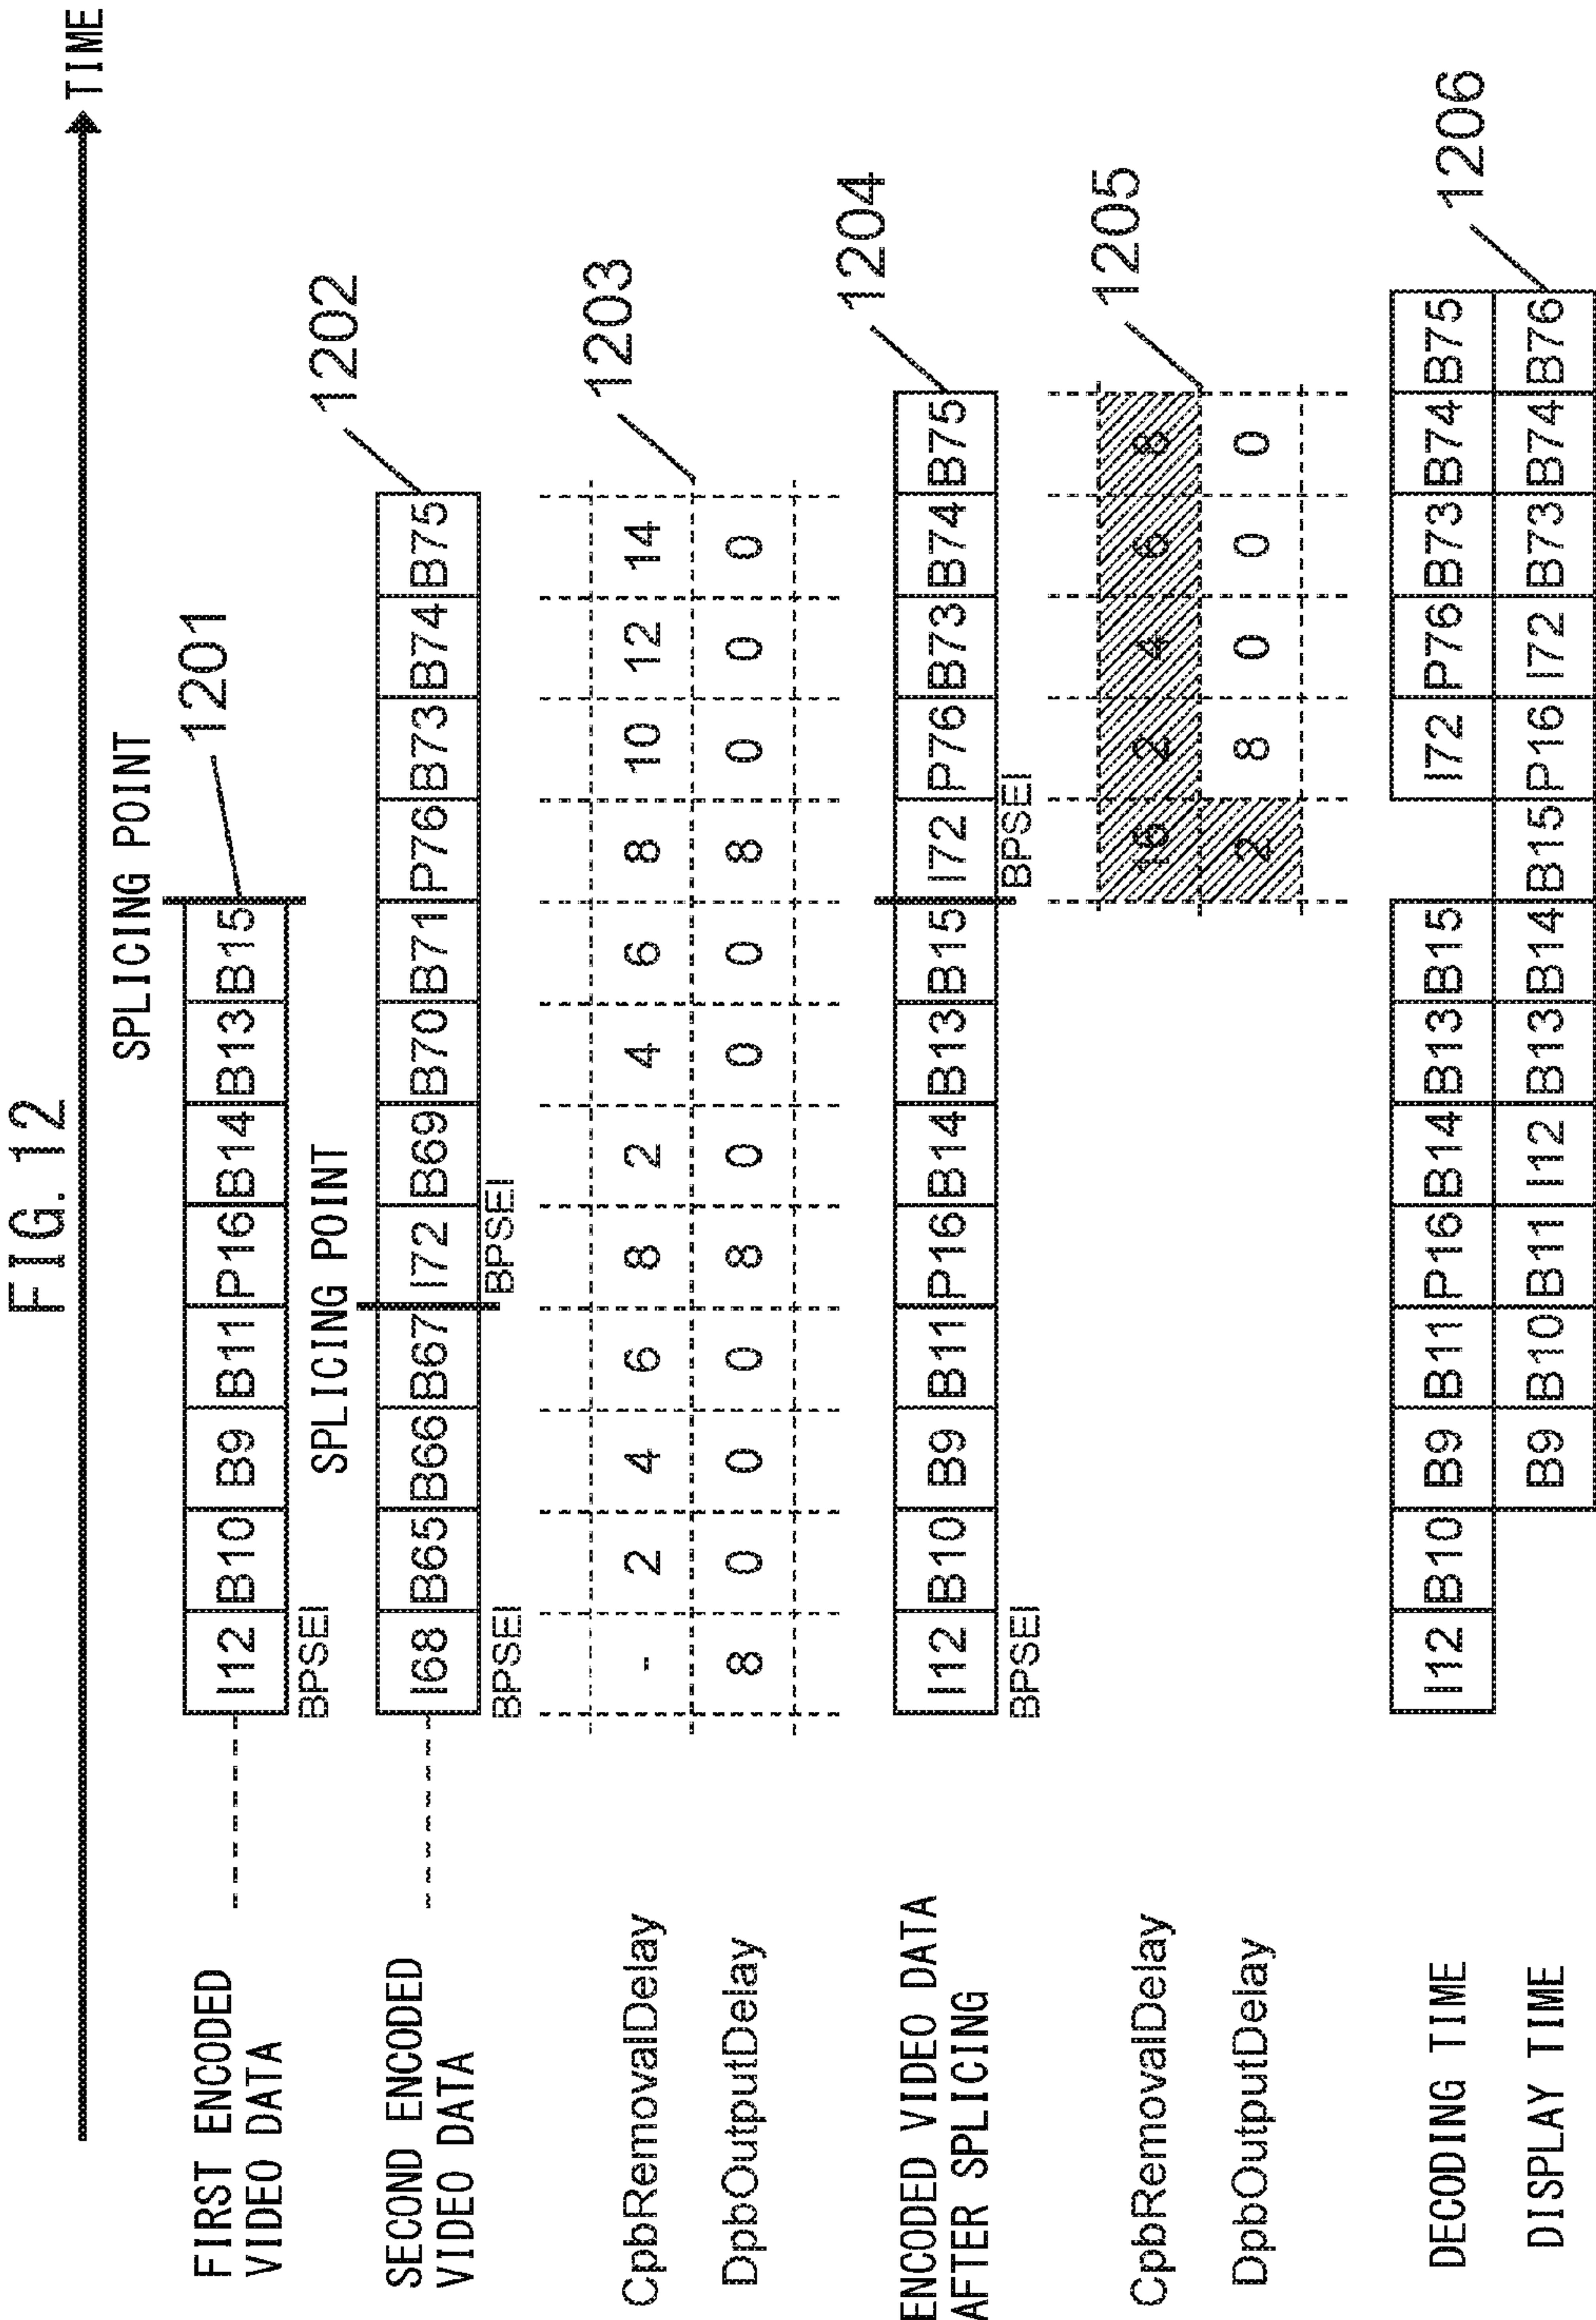 FIG. 12
TIME
SPLICING POINT
FIRST ENCODED
VIDEO DATA
I12 B10 B9 B11 P16 B14 B13 B15
1201
BPSEI
SPLICING POINT
SECOND ENCODED
VIDEO DATA
I68 B65 B66 B67 I72 B69 B70 B71 P76 B73 B74 B75
1202
BPSEI BPSEI
CpbRemovalDelay
- 2 4 6 8 2 4 6 8 10 12 14
1203
DpbOutputDelay
8 0 0 0 8 0 0 0 8 0 0 0
ENCODED VIDEO DATA
AFTER SPLICING
I12 B10 B9 B11 P16 B14 B13 B15 I72 P76 B73 B74 B75
1204
BPSEI BPSEI
CpbRemovalDelay
2 4 6 8
1205
DpbOutputDelay
2 8 0 0 0
DECODING TIME
I12 B10 B9 B11 P16 B14 B13 B15 I72 P76 B73 B74 B75
1206
DISPLAY TIME
B9 B10 B11 I12 B13 B14 B15 P16 I72 B73 B74 B76